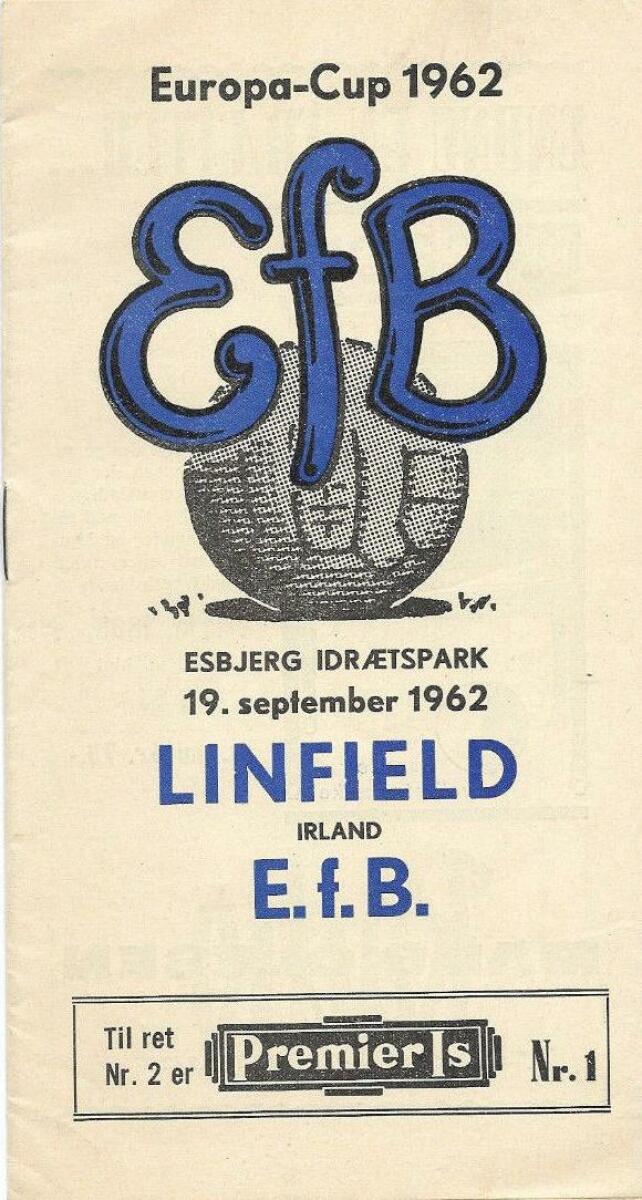 Europa-Cup 1962
EfB
ESBJERG IDRÆTSPARK
19. september 1962
LINFIELD
IRLAND
E.f.B.
Til ret
Nr. 2 er
Premier Is
Nr. 1